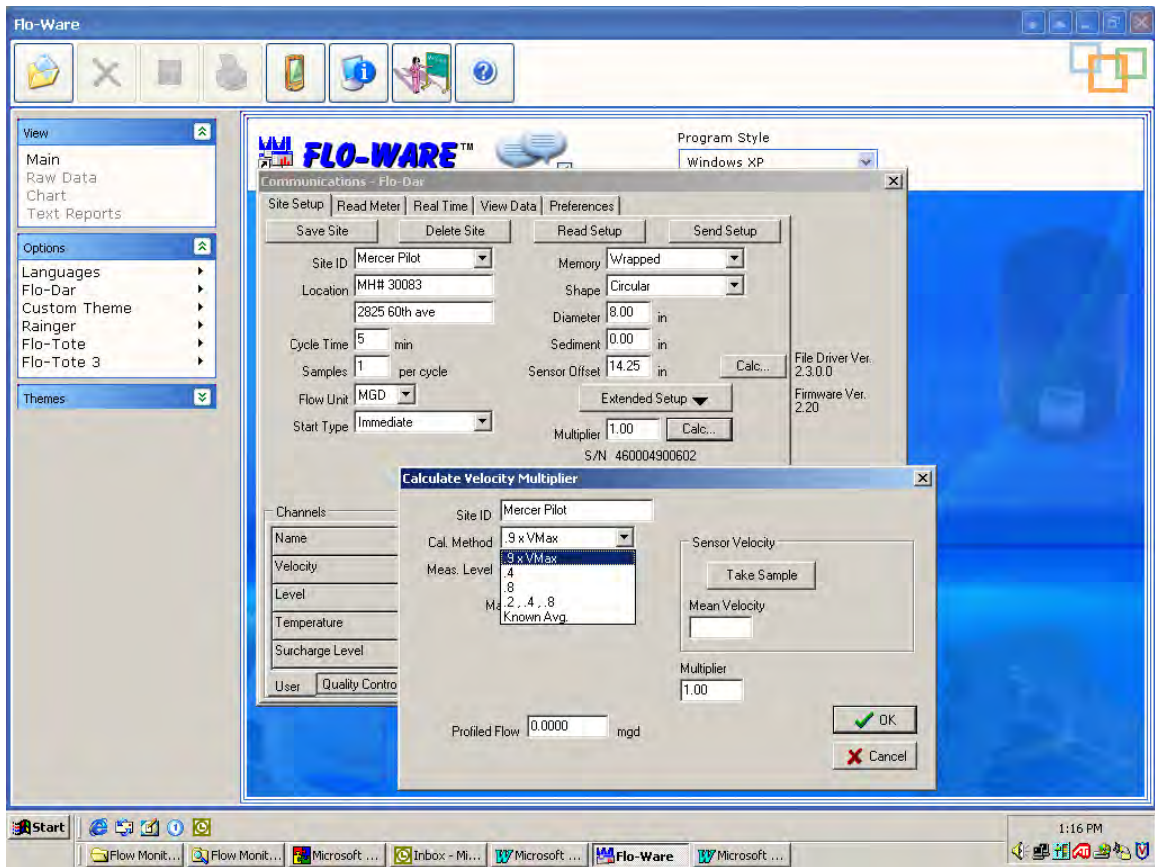 Flo-Ware
View
Main
Raw Data
Chart
Text Reports
Options
Languages
Flo-Dar
Custom Theme
Rainger
Flo-Tote
Flo-Tote 3
Themes
MMI FLO-WARE™
Program Style
Windows XP
Communications - Flo-Dar
Site Setup Read Meter Real Time View Data Preferences
Save Site Delete Site Read Setup Send Setup
Site ID Mercer Pilot
Location MH# 30083
2825 60th ave
Cycle Time 5 min
Samples 1 per cycle
Flow Unit MGD
Start Type Immediate
Memory Wrapped
Shape Circular
Diameter 8.00 in
Sediment 0.00 in
Sensor Offset 14.25 in Calc...
Extended Setup
Multiplier 1.00 Calc...
S/N 460004900602
File Driver Ver.
2.3.0.0
Firmware Ver.
2.20
Channels
Name
Velocity
Level
Temperature
Surcharge Level
User Quality Contro
Calculate Velocity Multiplier
Site ID Mercer Pilot
Cal. Method .9 x VMax
.9 x VMax
.4
.8
.2 , .4 , .8
Known Avg.
Meas. Level
Ma
Sensor Velocity
Take Sample
Mean Velocity
Multiplier
1.00
Profiled Flow 0.0000 mgd
OK
Cancel
Start
1:16 PM
Flow Monit... Flow Monit... Microsoft ... Inbox - Mi... Microsoft ... Flo-Ware Microsoft ...